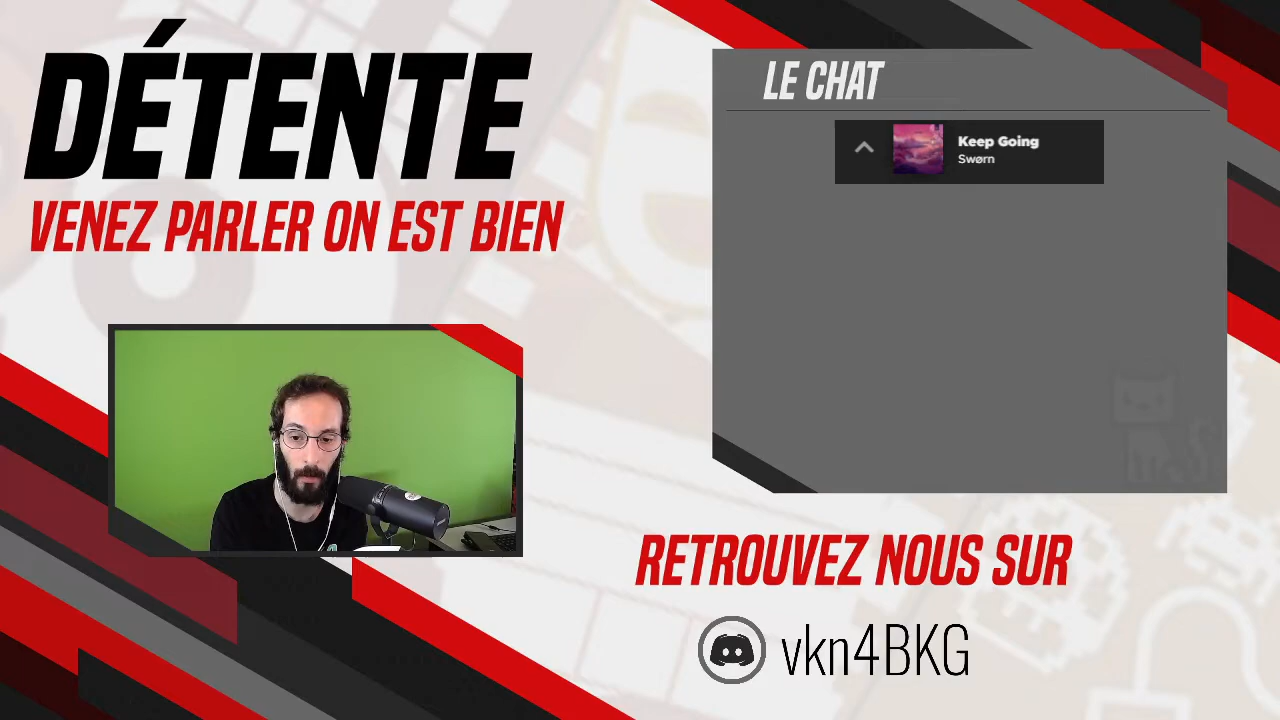 DÉTENTE
VENEZ PARLER ON EST BIEN
LE CHAT
Keep Going
Swørn
RETROUVEZ NOUS SUR
vkn4BKG